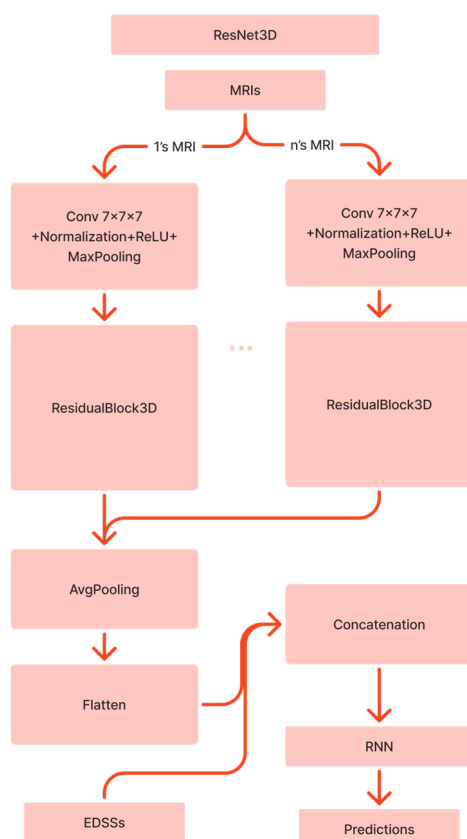 ResNet3D
MRIs
1's MRI
n's MRI
Conv 7×7×7
+Normalization+ReLU+
MaxPooling
Conv 7×7×7
+Normalization+ReLU+
MaxPooling
ResidualBlock3D
ResidualBlock3D
AvgPooling
Flatten
EDSSs
Concatenation
RNN
Predictions